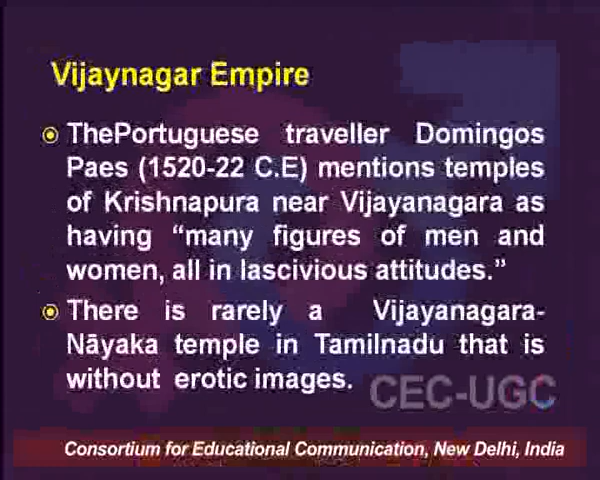 Vijaynagar Empire
ThePortuguese traveller Domingos
Paes (1520-22 C.E) mentions temples
of Krishnapura near Vijayanagara as
having “many figures of men and
women, all in lascivious attitudes.”
There is rarely a Vijayanagara-
Nāyaka temple in Tamilnadu that is
without erotic images.
CEC-UGC
Consortium for Educational Communication, New Delhi, India